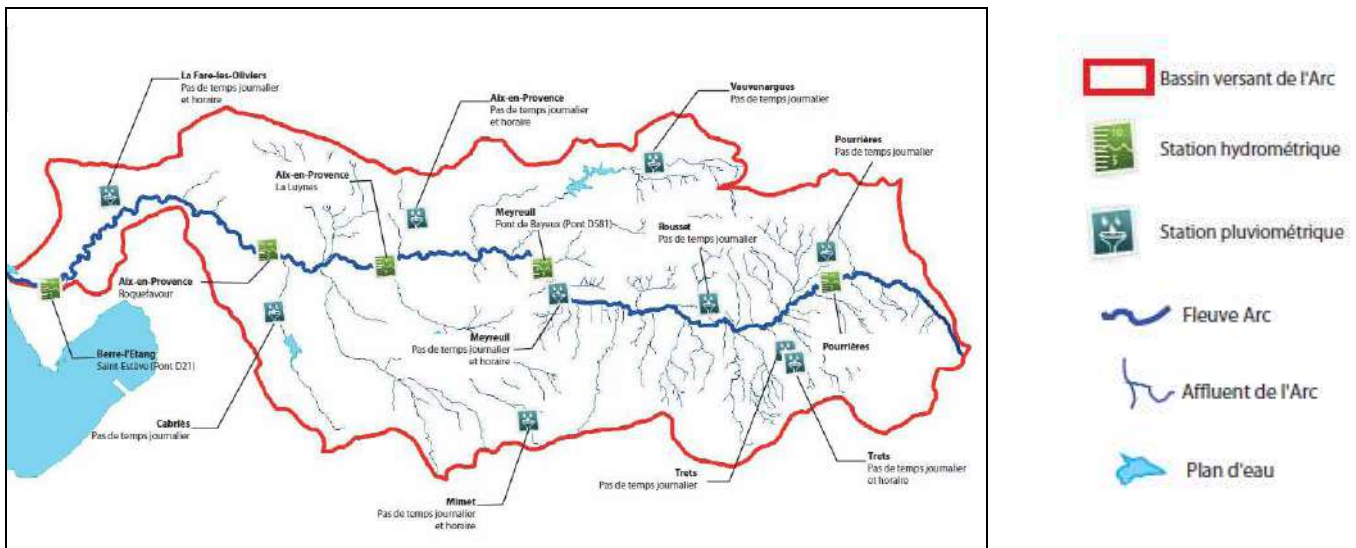 La Fare-les-Oliviers
Pas de temps journalier
et horaire
Aix-en-Provence
Pas de temps journalier
et horaire
Vauvenargues
Pas de temps journalier
Pourrières
Pas de temps journalier
Aix-en-Provence
La Luynes
Meyreuil
Pont de Bayeux (Pont D581)
Rousset
Pas de temps journalier
Aix-en-Provence
Roquefavour
Berre-l'Etang
Saint-Estève (Pont D21)
Meyreuil
Pas de temps journalier
et horaire
Pourrières
Cabriès
Pas de temps journalier
Trets
Pas de temps journalier
Trets
Pas de temps journalier
et horaire
Mimet
Pas de temps journalier
et horaire
Bassin versant de l'Arc
Station hydrométrique
Station pluviométrique
Fleuve Arc
Affluent de l'Arc
Plan d'eau